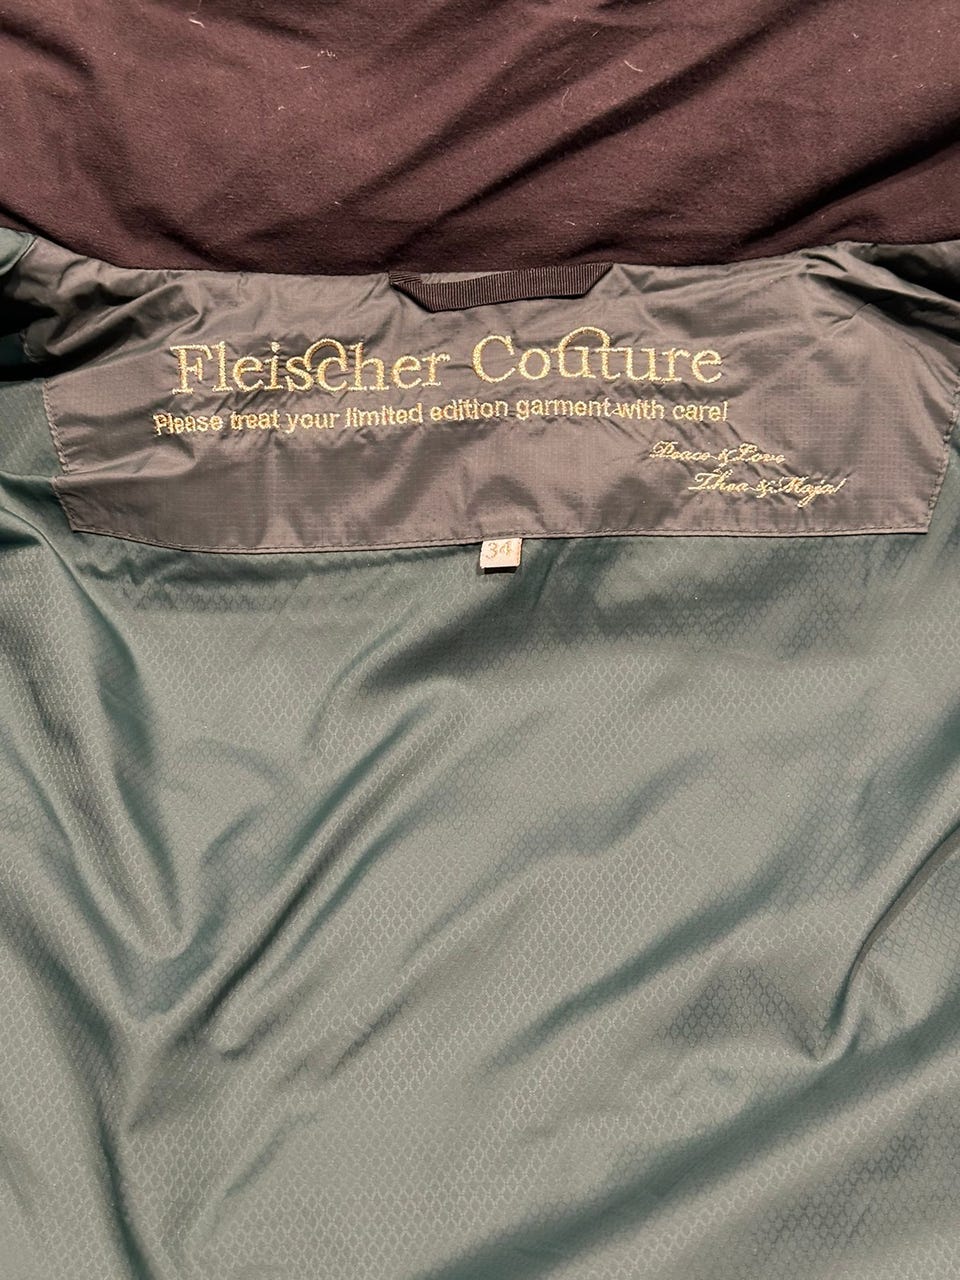 Fleischer Couture
Please treat your limited edition garment with care!
Peace & Love
Thea & Maja!
34